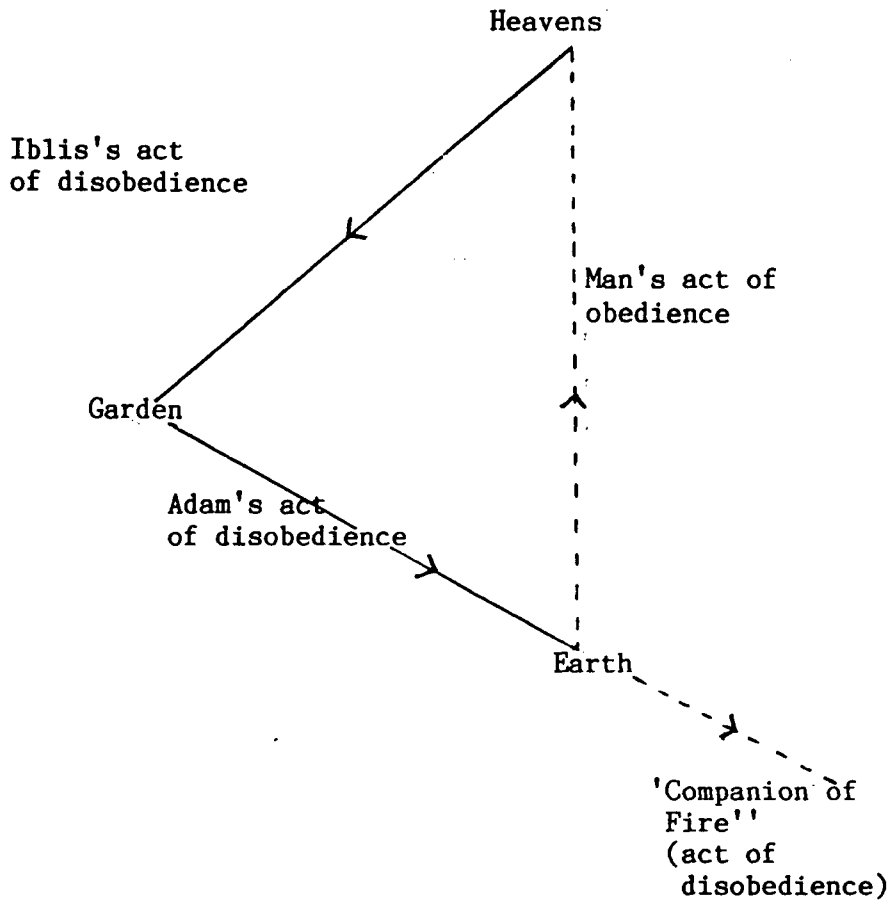 Heavens
Iblis's act
of disobedience
Man's act of
obedience
Garden
Adam's act
of disobedience
Earth
'Companion of
Fire''
(act of
disobedience)